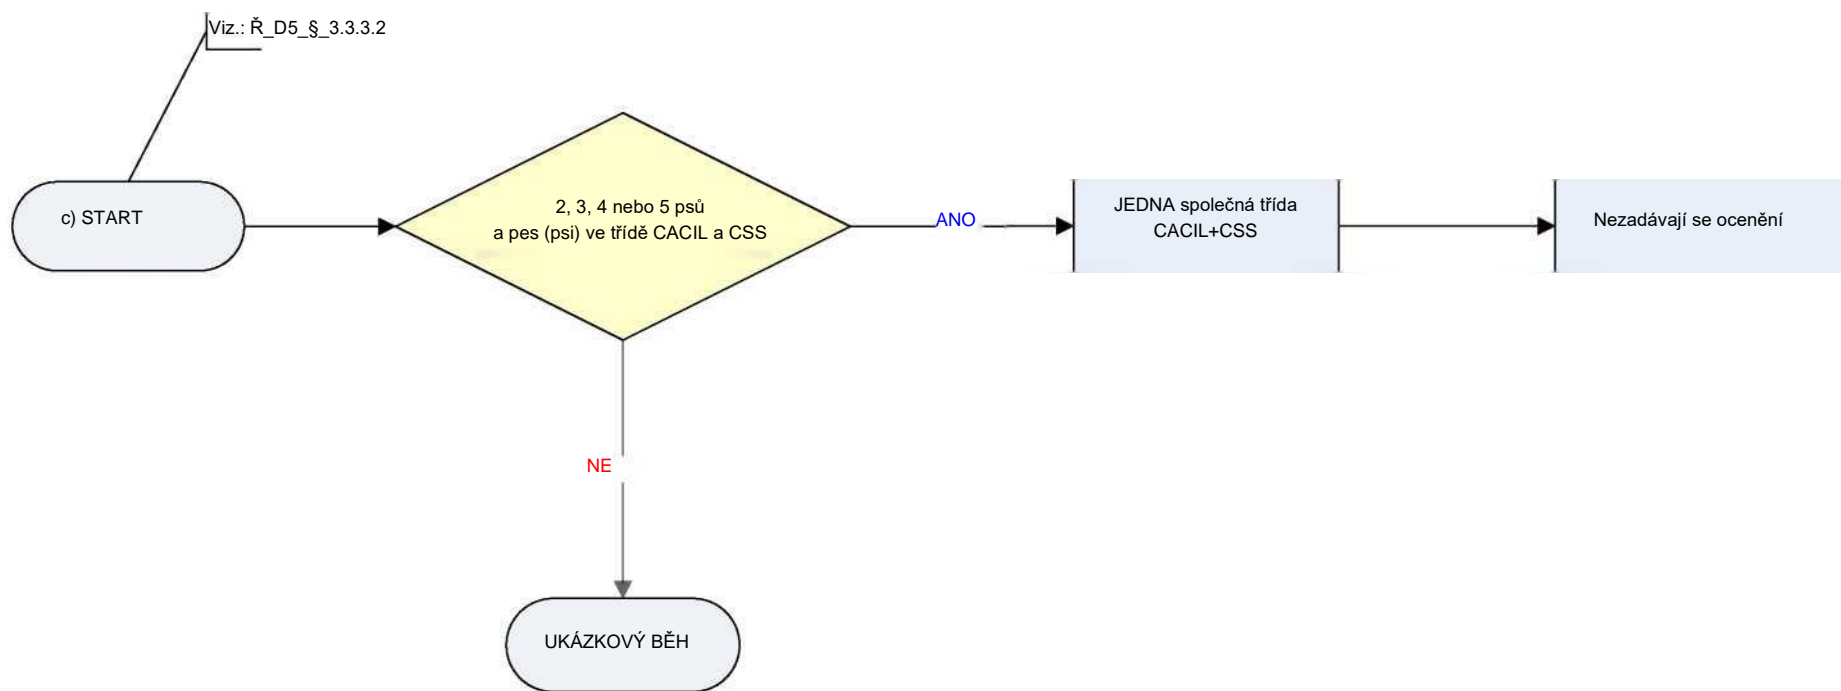 Viz.: Ř_D5_§_3.3.3.2
c) START
2, 3, 4 nebo 5 psů
a pes (psi) ve třídě CACIL a CSS
ANO
JEDNA společná třída
CACIL+CSS
Nezadávají se ocenění
NE
UKÁZKOVÝ BĚH